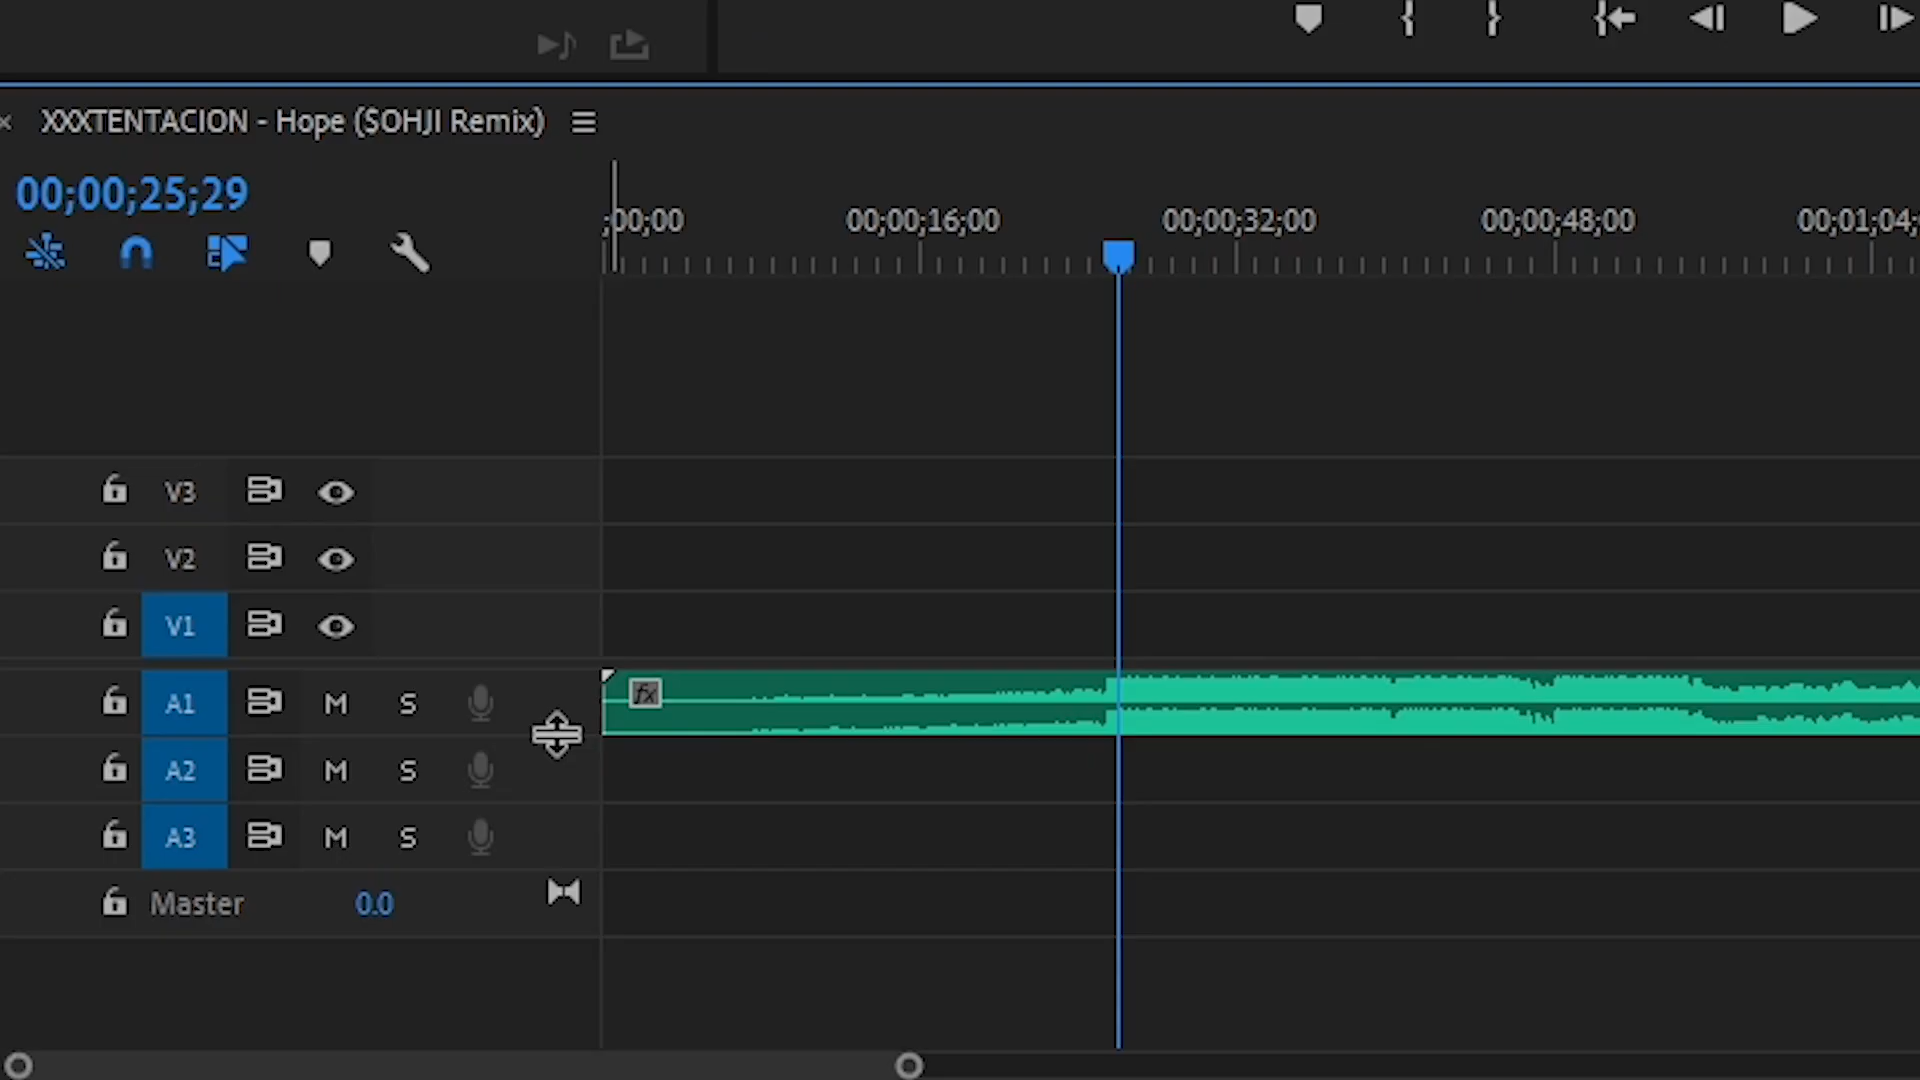 XXXTENTACION - Hope ($OHJI Remix)
00;00;25;29
;00;00 00;00;16;00 00;00;32;00 00;00;48;00 00;01;04;
V3
V2
V1
fx
A1 M S
A2 M S
A3 M S
Master 0.0